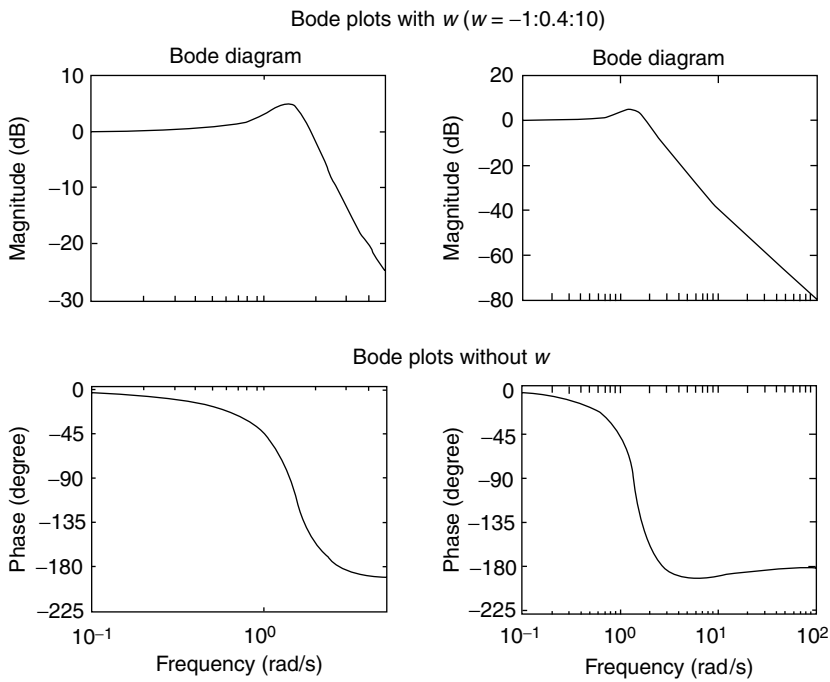 Bode plots with w (w = –1:0.4:10)
Bode diagram
Magnitude (dB)
10
0
–10
–20
–30
Bode diagram
Magnitude (dB)
20
0
–20
–40
–60
–80
Bode plots without w
Phase (degree)
0
–45
–90
–135
–180
–225
10⁻¹ 10⁰
Frequency (rad/s)
Phase (degree)
0
–45
–90
–135
–180
–225
10⁻¹ 10⁰ 10¹ 10²
Frequency (rad/s)